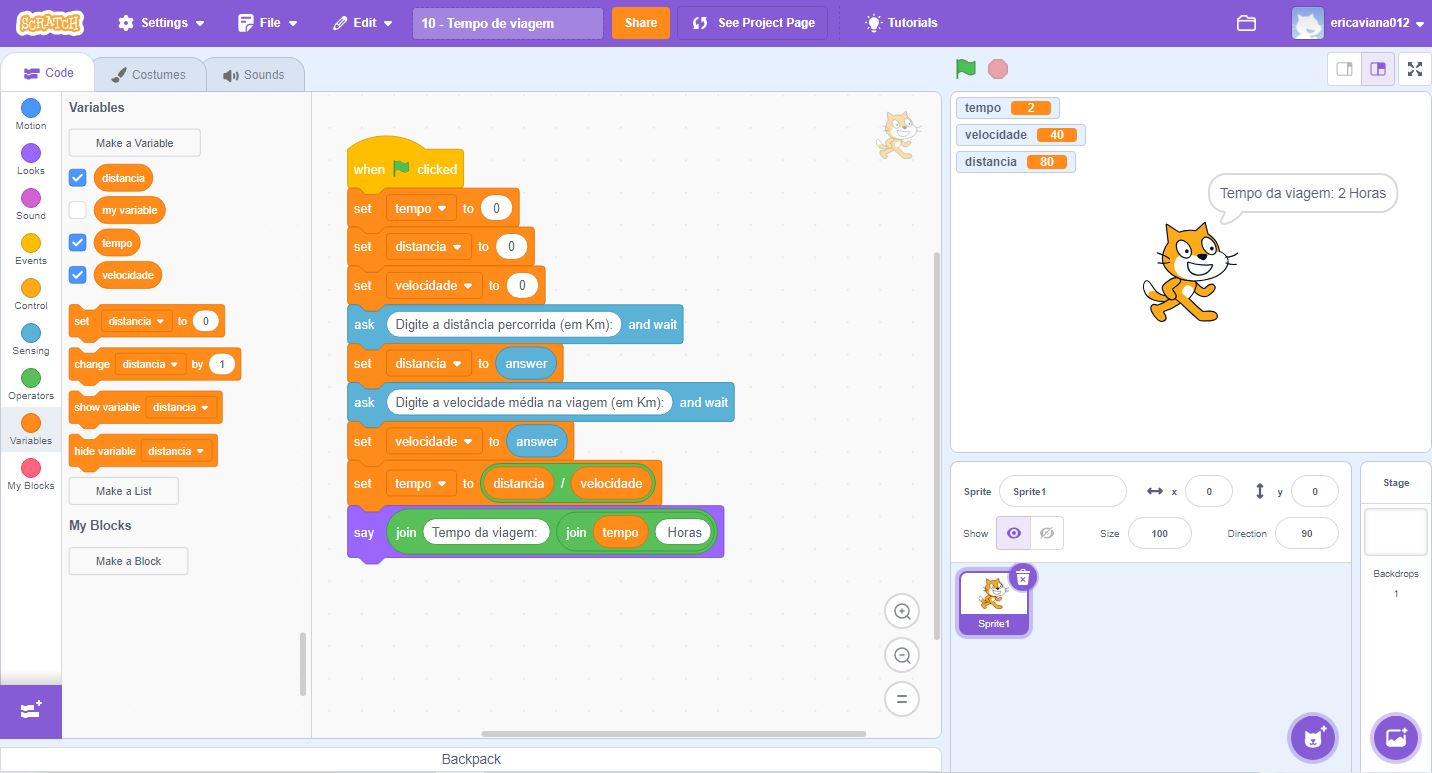 SCRATCH Settings File Edit 10 - Tempo de viagem Share See Project Page Tutorials ericaviana012
Code Costumes Sounds
Motion
Looks
Sound
Events
Control
Sensing
Operators
Variables
My Blocks
Variables
Make a Variable
distancia
my variable
tempo
velocidade
set distancia to 0
change distancia by 1
show variable distancia
hide variable distancia
Make a List
My Blocks
Make a Block
when clicked
set tempo to 0
set distancia to 0
set velocidade to 0
ask Digite a distância percorrida (em Km): and wait
set distancia to answer
ask Digite a velocidade média na viagem (em Km): and wait
set velocidade to answer
set tempo to distancia / velocidade
say join Tempo da viagem: join tempo Horas
Backpack
tempo 2
velocidade 40
distancia 80
Tempo da viagem: 2 Horas
Sprite Sprite1 x 0 y 0
Show Size 100 Direction 90
Sprite1
Stage
Backdrops
1